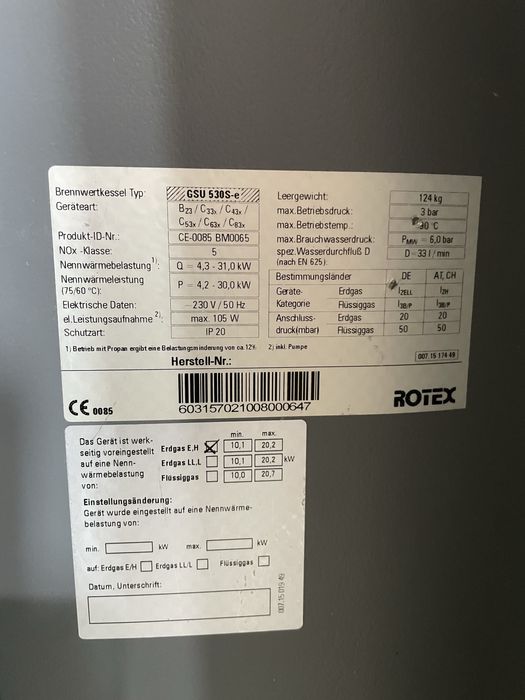 Brennwertkessel Typ: GSU 530S-e
Geräteart: B23 / C33x / C43x /
C53x / C63x / C83x
Produkt-ID-Nr.: CE-0085 BM0065
NOx -Klasse: 5
Nennwärmebelastung 1): Q = 4,3 - 31,0 kW
Nennwärmeleistung
(75/60 °C): P = 4,2 - 30,0 kW
Elektrische Daten: ~ 230 V / 50 Hz
el.Leistungsaufnahme 2): max. 105 W
Schutzart: IP 20
Leergewicht: 124 kg
max.Betriebsdruck: 3 bar
max.Betriebstemp.: 90 °C
max.Brauchwasserdruck: PMW = 6,0 bar
spez.Wasserdurchfluß D
(nach EN 625): D= 33 l / min
Bestimmungsländer DE AT, CH
Geräte- Erdgas I2ELL I2H
Kategorie Flüssiggas I3B/P I3B/P
Anschluss- Erdgas 20 20
druck(mbar) Flüssiggas 50 50
1) Betrieb mit Propan ergibt eine Belastungsminderung von ca. 12% 2) inkl. Pumpe
007.15 174 49
Herstell-Nr.:
CE 0085
603157021008000647
ROTEX
min. max.
Das Gerät ist werk-
seitig voreingestellt Erdgas E,H 10,1 20,2
auf eine Nenn- Erdgas LL,L 10,1 20,2 kW
wärmebelastung
von: Flüssiggas 10,0 20,7
Einstellungsänderung:
Gerät wurde eingestellt auf eine Nennwärme-
belastung von:
min. kW max. kW
auf: Erdgas E/H Erdgas LL/L Flüssiggas
Datum, Unterschrift:
007.15 019 49